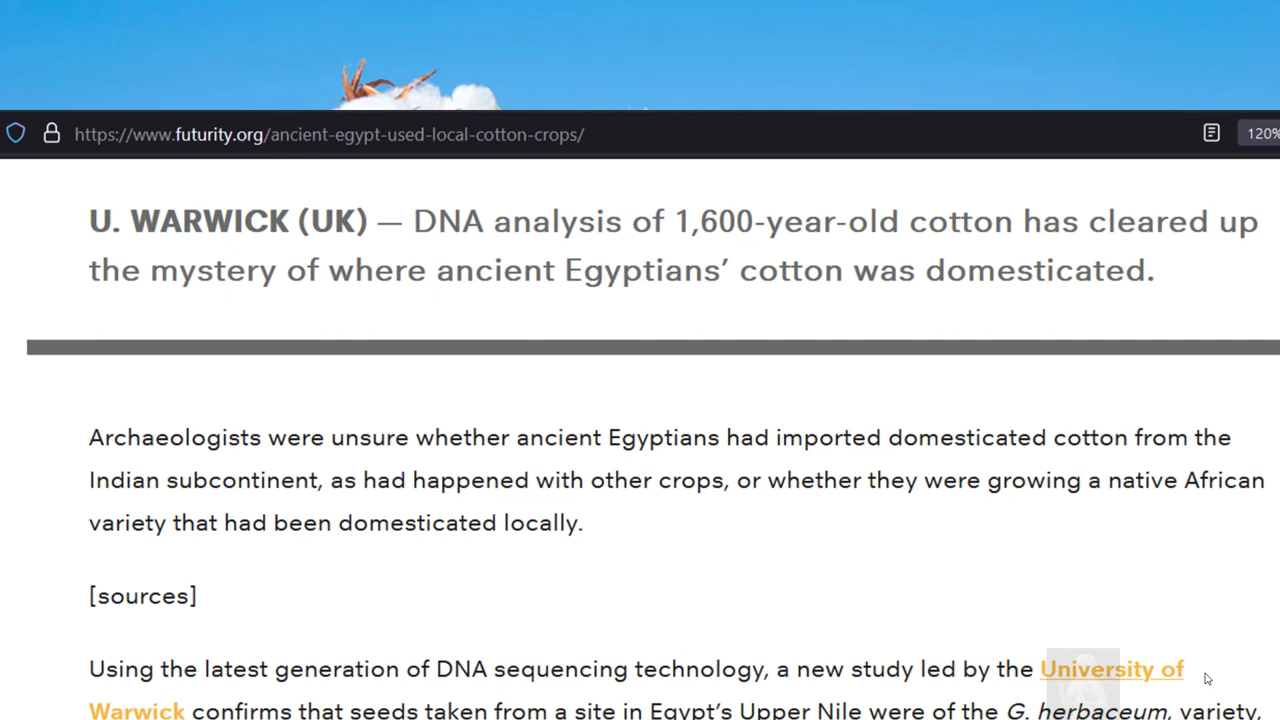 https://www.futurity.org/ancient-egypt-used-local-cotton-crops/
120%
U. WARWICK (UK) — DNA analysis of 1,600-year-old cotton has cleared up
the mystery of where ancient Egyptians’ cotton was domesticated.
Archaeologists were unsure whether ancient Egyptians had imported domesticated cotton from the
Indian subcontinent, as had happened with other crops, or whether they were growing a native African
variety that had been domesticated locally.
[sources]
Using the latest generation of DNA sequencing technology, a new study led by the University of
Warwick confirms that seeds taken from a site in Egypt’s Upper Nile were of the G. herbaceum, variety,